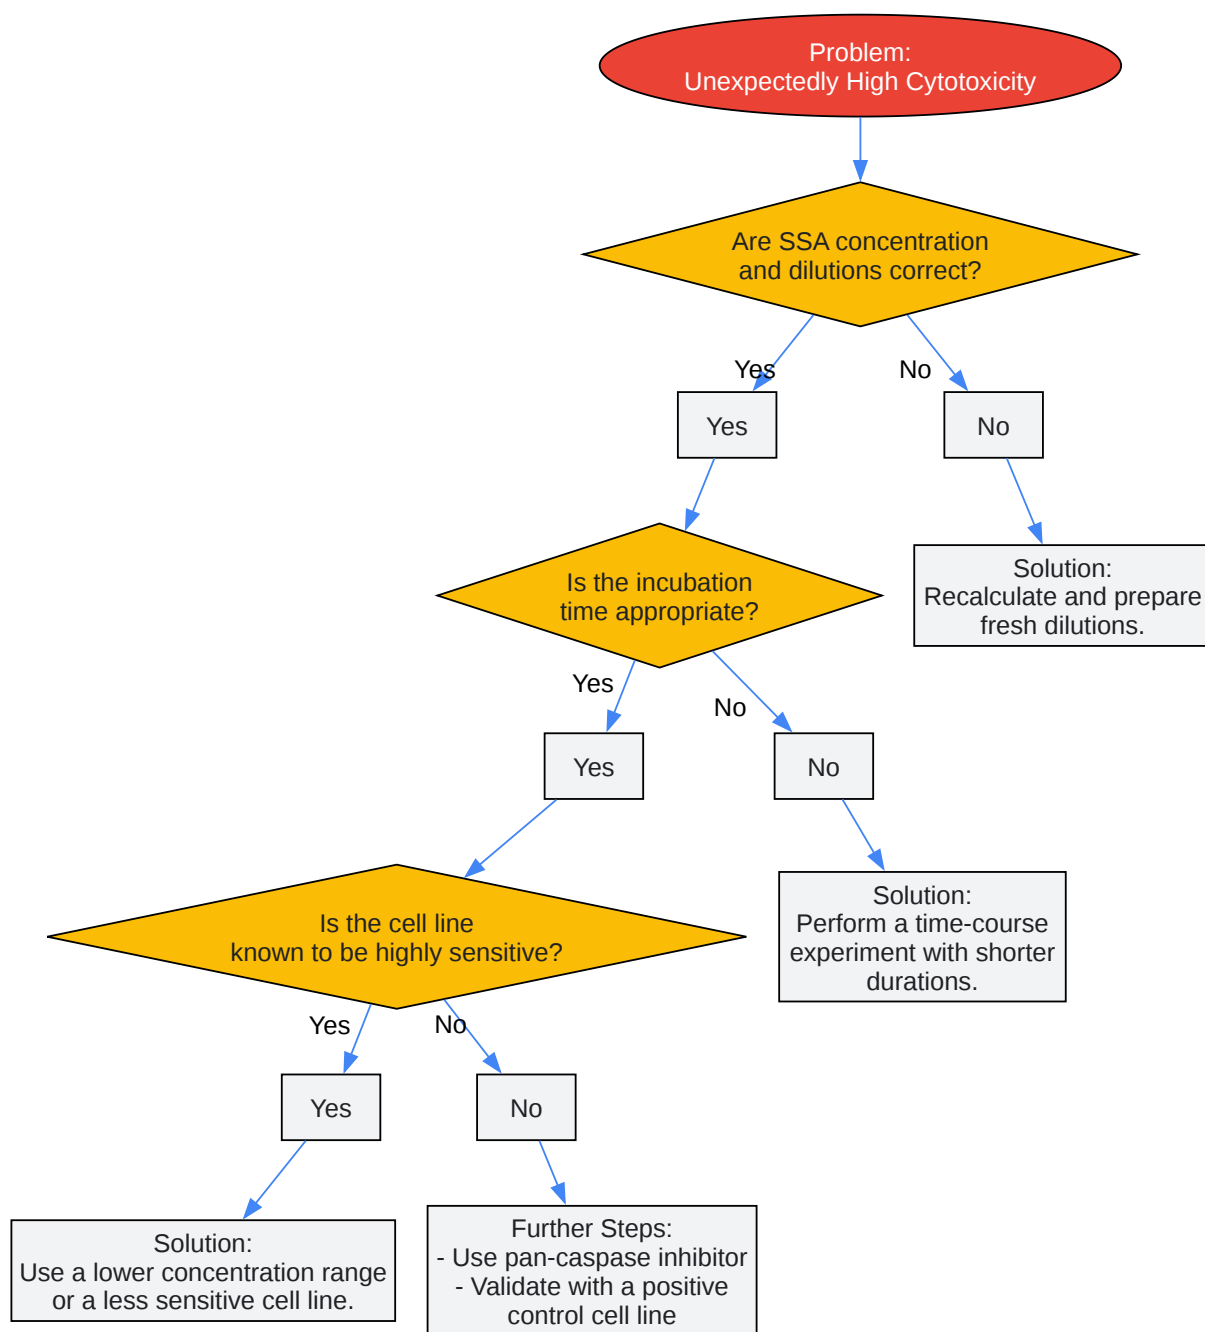 Problem:
Unexpectedly High Cytotoxicity
Are SSA concentration
and dilutions correct?
Yes
No
Yes
No
Is the incubation
time appropriate?
Solution:
Recalculate and prepare
fresh dilutions.
Yes
No
Yes
No
Is the cell line
known to be highly sensitive?
Solution:
Perform a time-course
experiment with shorter
durations.
Yes
No
Yes
No
Solution:
Use a lower concentration range
or a less sensitive cell line.
Further Steps:
- Use pan-caspase inhibitor
- Validate with a positive
control cell line